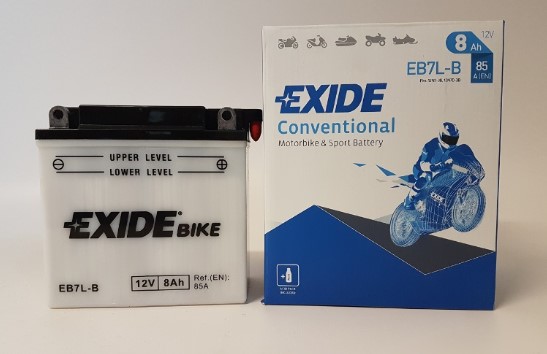 UPPER LEVEL
LOWER LEVEL
EXIDE BIKE
EB7L-B
12V 8Ah
Ref.(EN):
85A
8 Ah
12V
EB7L-B
85
A (EN)
EXIDE
Conventional
Motorbike & Sport Battery
EXIDE